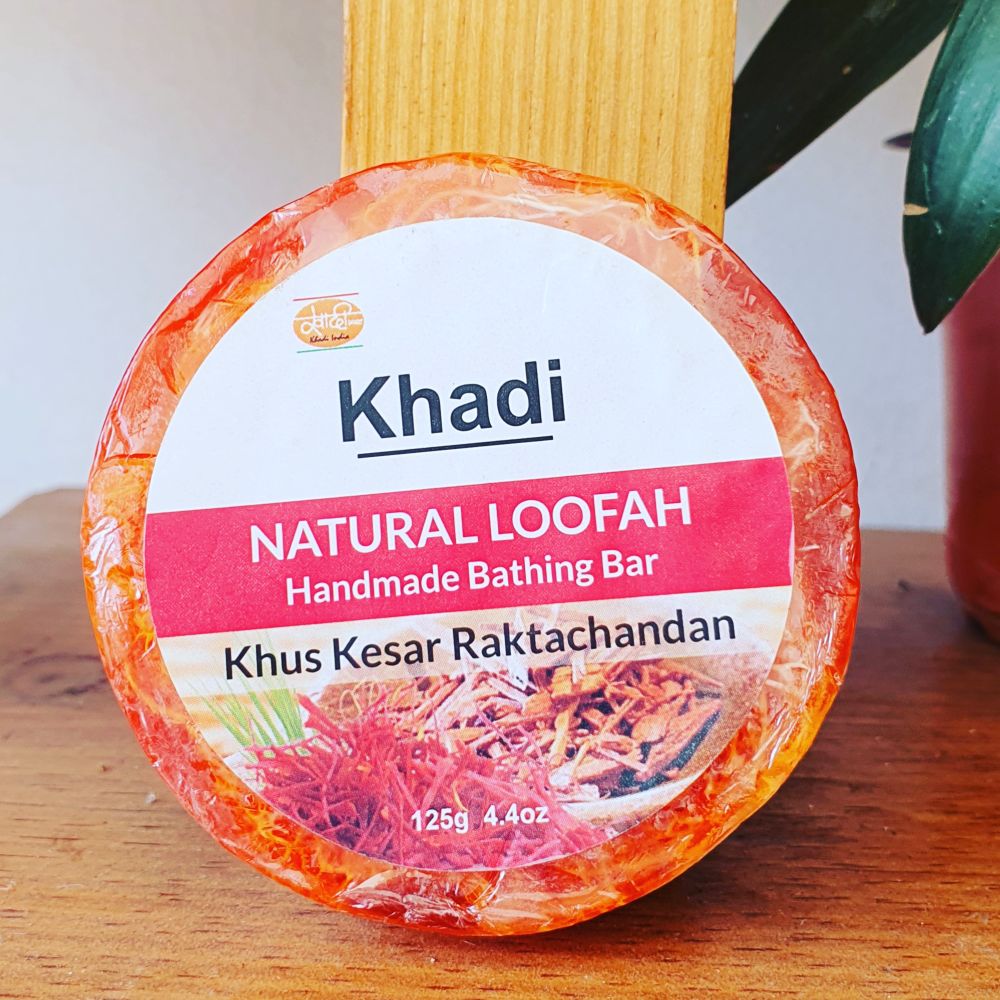 खादी
Khadi India
Khadi
NATURAL LOOFAH
Handmade Bathing Bar
Khus Kesar Raktachandan
125g 4.4oz